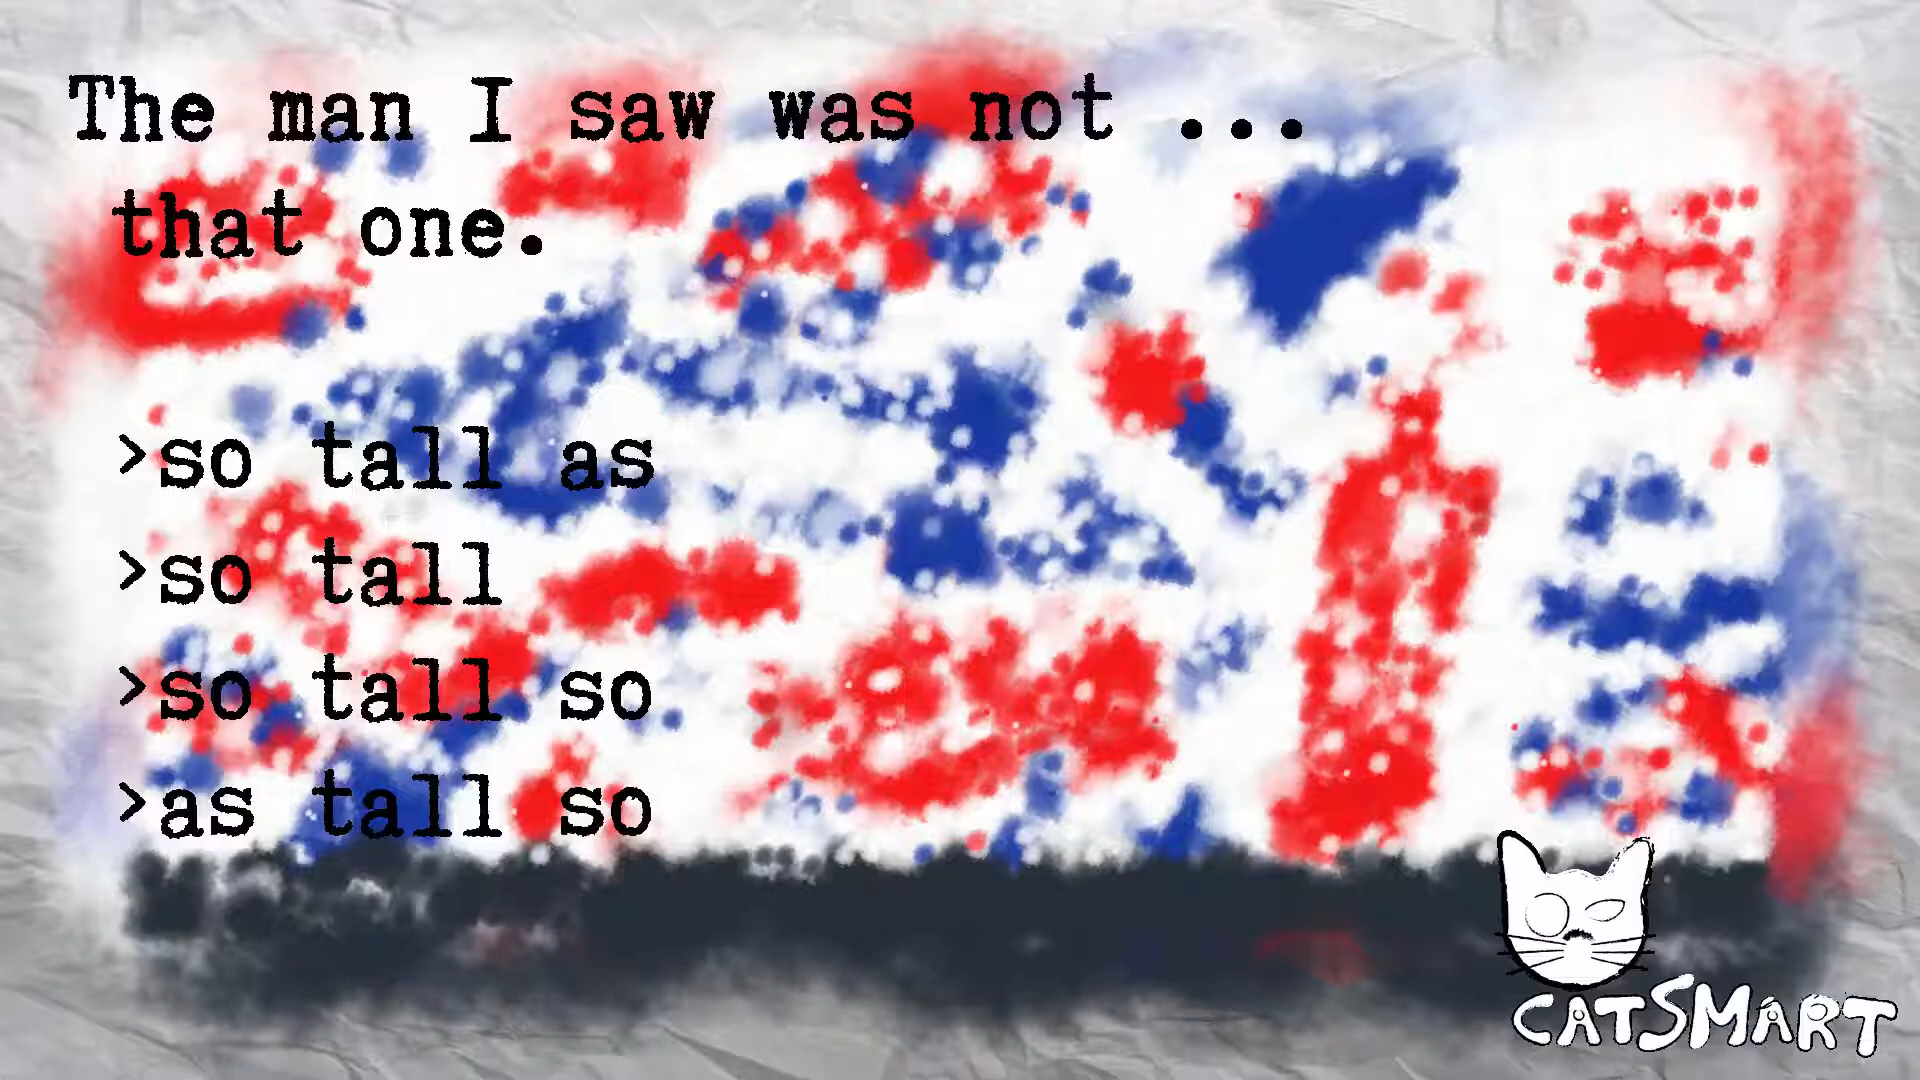 The man I saw was not ...
that one.
>so tall as
>so tall
>so tall so
>as tall so
CATSMART